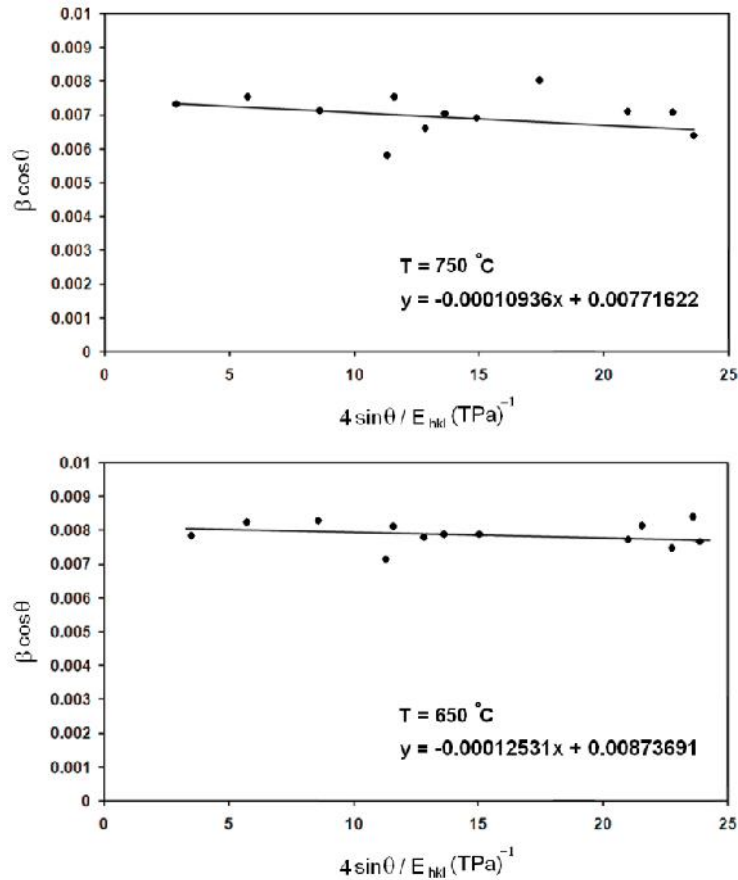 0.01
0.009
0.008
0.007
0.006
0.005
0.004
0.003
0.002
0.001
0
β cosθ
T = 750 °C
y = -0.00010936x + 0.00771622
0 5 10 15 20 25
4 sinθ / E hkl (TPa)⁻¹
0.01
0.009
0.008
0.007
0.006
0.005
0.004
0.003
0.002
0.001
0
β cosθ
T = 650 °C
y = -0.00012531x + 0.00873691
0 5 10 15 20 25
4 sinθ / E hkl (TPa)⁻¹